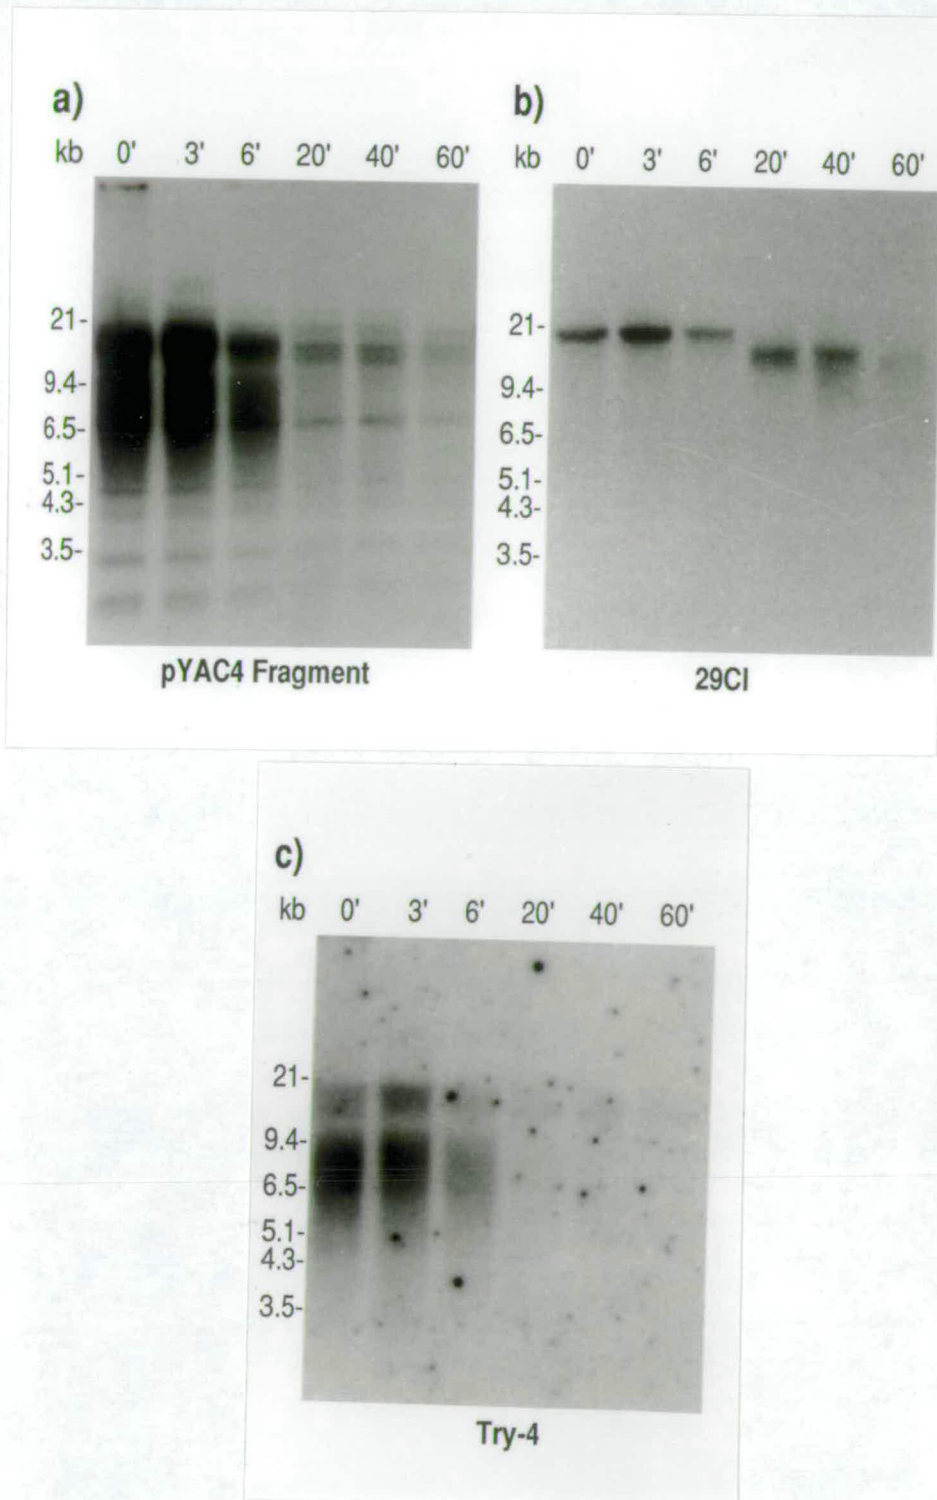 a)
kb 0' 3' 6' 20' 40' 60'
21-
9.4-
6.5-
5.1-
4.3-
3.5-
pYAC4 Fragment
b)
kb 0' 3' 6' 20' 40' 60'
21-
9.4-
6.5-
5.1-
4.3-
3.5-
29CI
c)
kb 0' 3' 6' 20' 40' 60'
21-
9.4-
6.5-
5.1-
4.3-
3.5-
Try-4